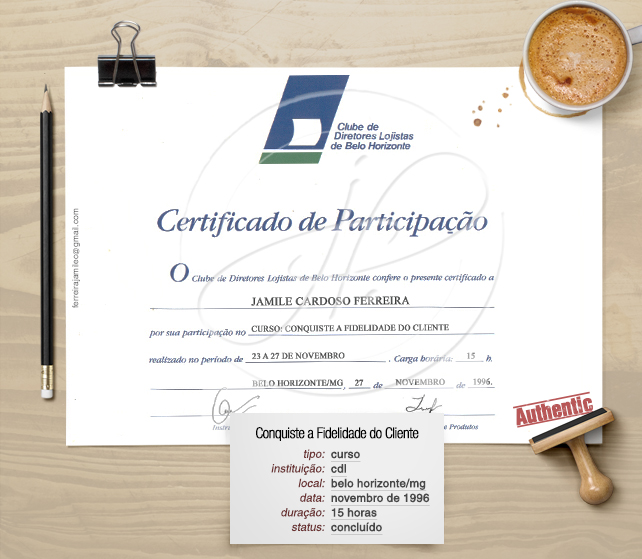 Clube de
Diretores Lojistas
de Belo Horizonte
Certificado de Participação
O Clube de Diretores Lojistas de Belo Horizonte confere o presente certificado a
JAMILE CARDOSO FERREIRA
por sua participação no CURSO: CONQUISTE A FIDELIDADE DO CLIENTE
realizado no período de 23 A 27 DE NOVEMBRO . Carga horária: 15 h.
BELO HORIZONTE/MG, 27 de NOVEMBRO de 1996.
e Produtos
ferreirajamileo@gmail.com
Authentic
Conquiste a Fidelidade do Cliente
tipo: curso
instituição: cdl
local: belo horizonte/mg
data: novembro de 1996
duração: 15 horas
status: concluído